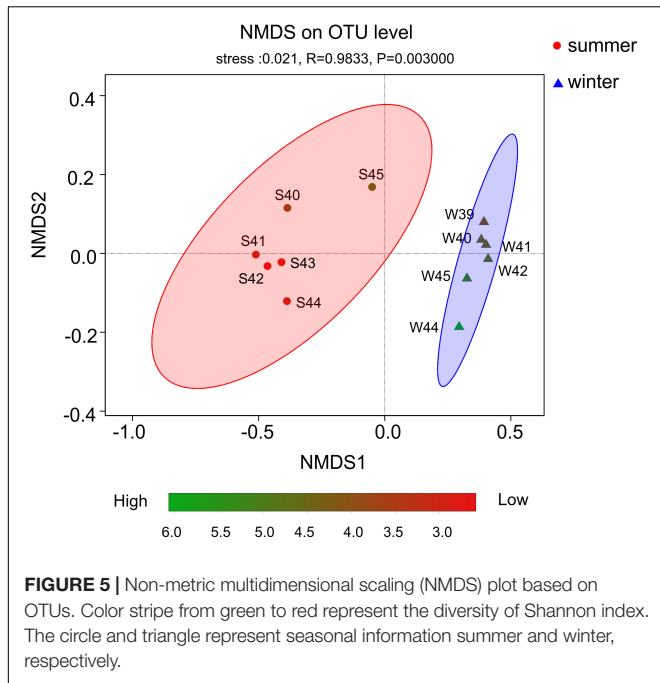 NMDS on OTU level
stress :0.021, R=0.9833, P=0.003000
summer
winter
NMDS2
0.4
0.2
0.0
-0.2
-0.4
S45
S40
S41
S43
S42
S44
W39
W40
W41
W42
W45
W44
-1.0 -0.5 0.0 0.5
NMDS1
High Low
6.0 5.0 4.5 4.0 3.5 3.0
FIGURE 5 | Non-metric multidimensional scaling (NMDS) plot based on
OTUs. Color stripe from green to red represent the diversity of Shannon index.
The circle and triangle represent seasonal information summer and winter,
respectively.